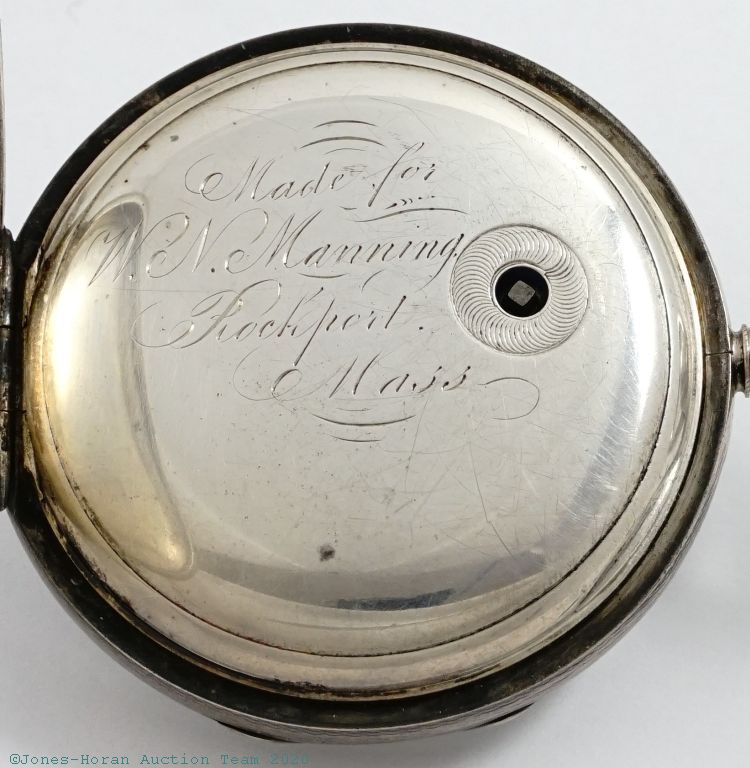 Made for
W. N. Manning
Rockport.
Mass
©Jones-Horan Auction Team 2020